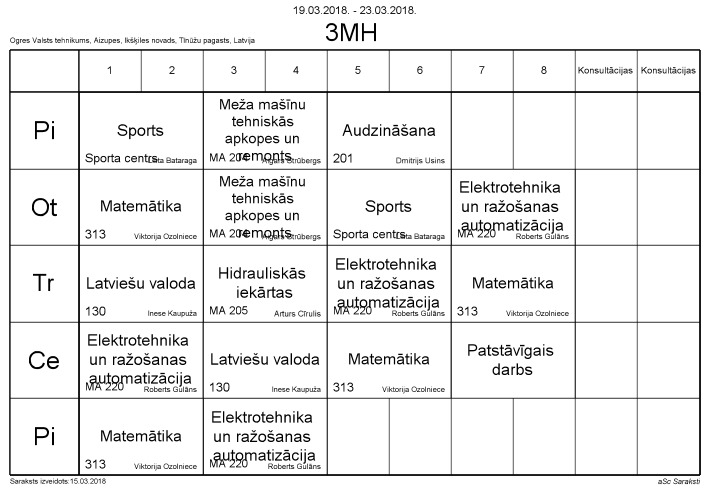 19.03.2018. - 23.03.2018.
Ogres Valsts tehnikums, Aizupes, Ikšķiles novads, Tīnūžu pagasts, Latvija
3MH
1 2 3 4 5 6 7 8 Konsultācijas Konsultācijas
Pi
Sports
Sporta centrs Dita Bataraga
Meža mašīnu
tehniskās
apkopes un
remonts
MA 204 Aigars Strūbergs
Audzināšana
201 Dmitrijs Usins
Ot
Matemātika
313 Viktorija Ozolniece
Meža mašīnu
tehniskās
apkopes un
remonts
MA 204 Aigars Strūbergs
Sports
Sporta centrs Dita Bataraga
Elektrotehnika
un ražošanas
automatizācija
MA 220 Roberts Gulāns
Tr
Latviešu valoda
130 Inese Kaupuža
Hidrauliskās
iekārtas
MA 205 Arturs Cīrulis
Elektrotehnika
un ražošanas
automatizācija
MA 220 Roberts Gulāns
Matemātika
313 Viktorija Ozolniece
Ce
Elektrotehnika
un ražošanas
automatizācija
MA 220 Roberts Gulāns
Latviešu valoda
130 Inese Kaupuža
Matemātika
313 Viktorija Ozolniece
Patstāvīgais
darbs
Pi
Matemātika
313 Viktorija Ozolniece
Elektrotehnika
un ražošanas
automatizācija
MA 220 Roberts Gulāns
Saraksts izveidots:15.03.2018
aSc Saraksti